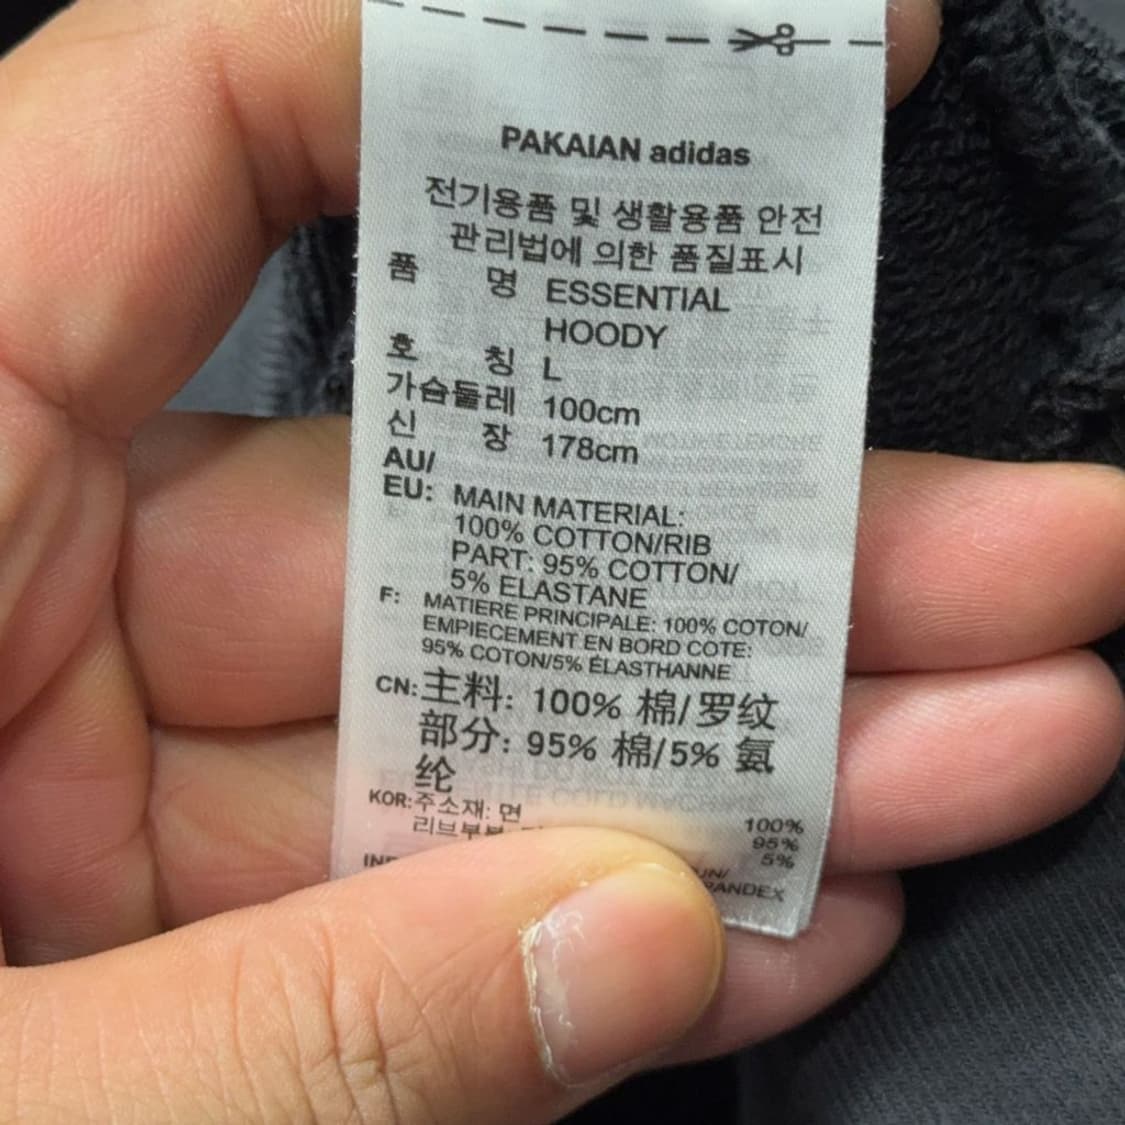 PAKAIAN adidas
전기용품 및 생활용품 안전
관리법에 의한 품질표시
품 명 ESSENTIAL
HOODY
호 칭 L
가슴둘레 100cm
신 장 178cm
AU/
EU: MAIN MATERIAL:
100% COTTON/RIB
PART: 95% COTTON/
5% ELASTANE
F: MATIERE PRINCIPALE: 100% COTON/
EMPIECEMENT EN BORD COTE:
95% COTON/5% ÉLASTHANNE
CN: 主料: 100% 棉/罗纹
部分: 95% 棉/5% 氨
纶
KOR: 주소재: 면 100%
리브부분: 95%
5%